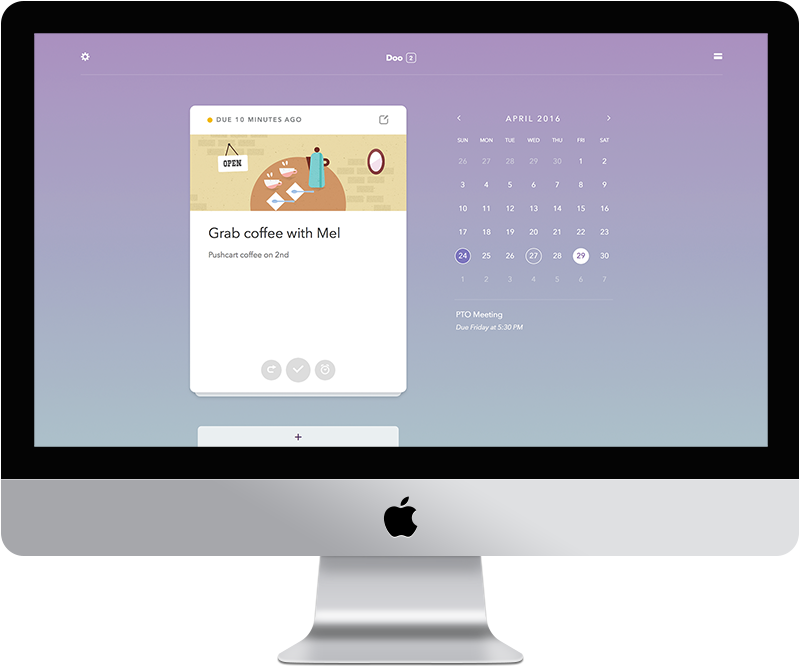 Doo 2
DUE 10 MINUTES AGO
OPEN
Grab coffee with Mel
Pushcart coffee on 2nd
+
APRIL 2016
SUN MON TUE WED THU FRI SAT
26 27 28 29 30 1 2
3 4 5 6 7 8 9
10 11 12 13 14 15 16
17 18 19 20 21 22 23
24 25 26 27 28 29 30
1 2 3 4 5 6 7
PTO Meeting
Due Friday at 5:30 PM